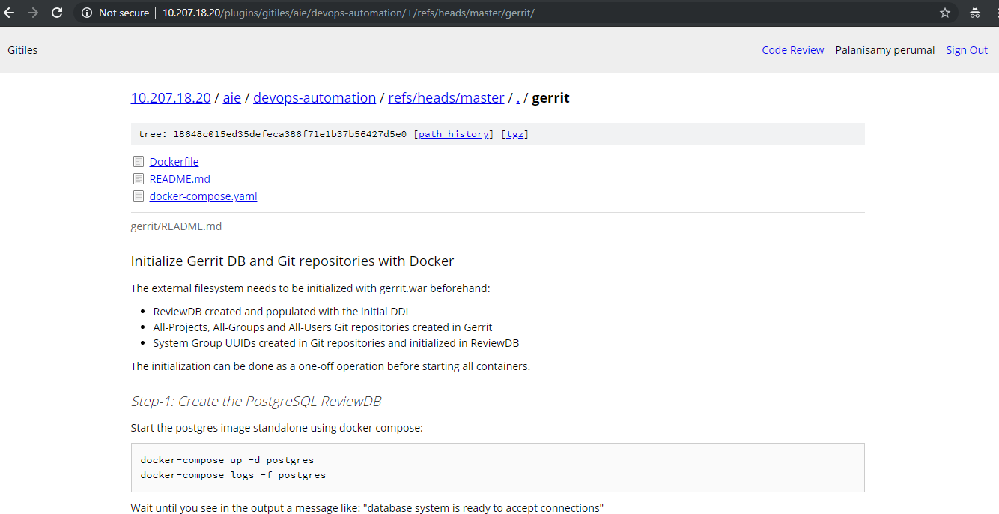 Not secure | 10.207.18.20/plugins/gitiles/aie/devops-automation/+/refs/heads/master/gerrit/
Gitiles Code Review Palanisamy perumal Sign Out
10.207.18.20 / aie / devops-automation / refs/heads/master / . / gerrit
tree: 18648c015ed35defeca386f71e1b37b56427d5e0 [path history] [tgz]
Dockerfile
README.md
docker-compose.yaml
gerrit/README.md
Initialize Gerrit DB and Git repositories with Docker
The external filesystem needs to be initialized with gerrit.war beforehand:
• ReviewDB created and populated with the initial DDL
• All-Projects, All-Groups and All-Users Git repositories created in Gerrit
• System Group UUIDs created in Git repositories and initialized in ReviewDB
The initialization can be done as a one-off operation before starting all containers.
Step-1: Create the PostgreSQL ReviewDB
Start the postgres image standalone using docker compose:
docker-compose up -d postgres
docker-compose logs -f postgres
Wait until you see in the output a message like: "database system is ready to accept connections"